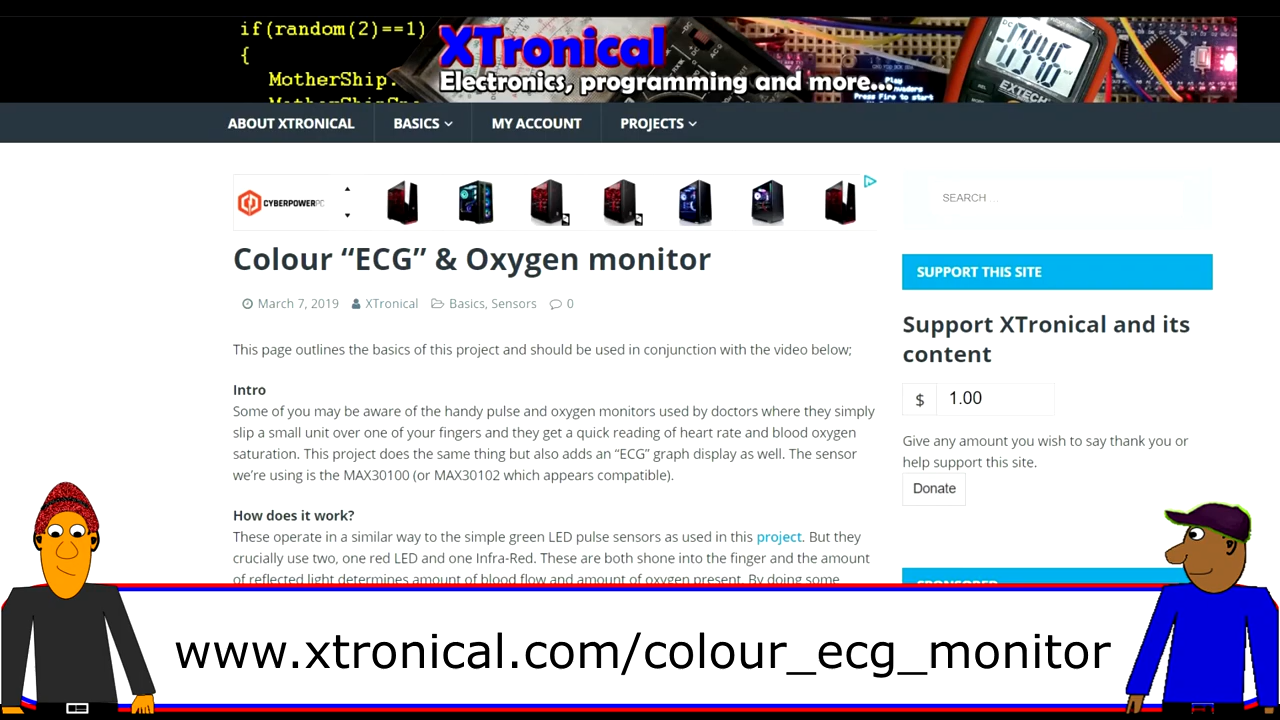 if(random(2)==1)
{
MotherShip.
XTronical
Electronics, programming and more...
Play
Press Fire to start
EXTECH
ABOUT XTRONICAL BASICS MY ACCOUNT PROJECTS
CYBERPOWERPC
SEARCH …
Colour “ECG” & Oxygen monitor
March 7, 2019 XTronical Basics, Sensors 0
This page outlines the basics of this project and should be used in conjunction with the video below;
Intro
Some of you may be aware of the handy pulse and oxygen monitors used by doctors where they simply
slip a small unit over one of your fingers and they get a quick reading of heart rate and blood oxygen
saturation. This project does the same thing but also adds an “ECG” graph display as well. The sensor
we’re using is the MAX30100 (or MAX30102 which appears compatible).
How does it work?
These operate in a similar way to the simple green LED pulse sensors as used in this project. But they
crucially use two, one red LED and one Infra-Red. These are both shone into the finger and the amount
of reflected light determines amount of blood flow and amount of oxygen present. By doing some
SUPPORT THIS SITE
Support XTronical and its
content
$ 1.00
Give any amount you wish to say thank you or
help support this site.
Donate
SPONSORED
www.xtronical.com/colour_ecg_monitor